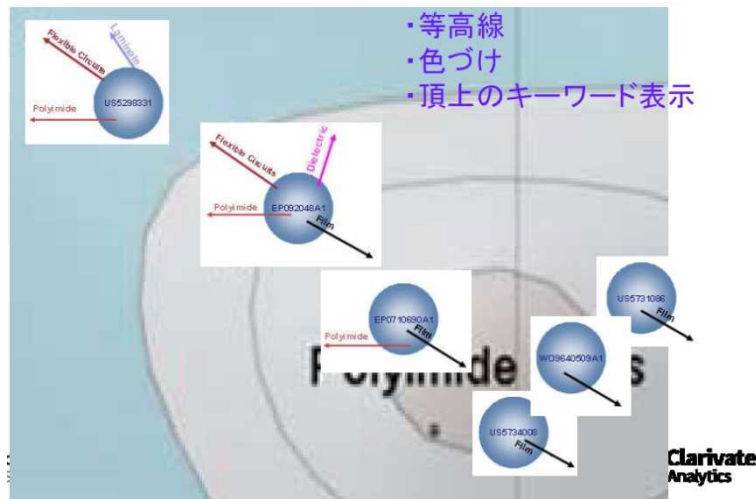 ・等高線
・色づけ
・頂上のキーワード表示
Flexible Circuits
Laminate
US5298331
Polyimide
Flexible Circuits
Dielectric
EP092048A1
Polyimide
Film
US5731086
Film
EP0710690A1
Film
Polyimide
WO9640509A1
Polyimide
US5734008
Film
Clarivate
Analytics